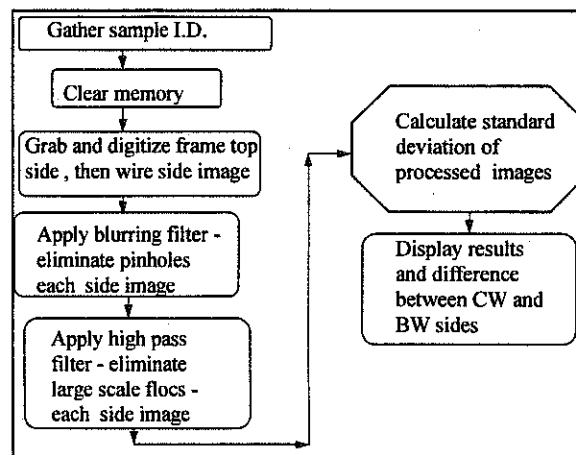 Gather sample I.D.
Clear memory
Grab and digitize frame top
side , then wire side image
Apply blurring filter -
eliminate pinholes
each side image
Apply high pass
filter - eliminate
large scale flocs -
each side image
Calculate standard
deviation of
processed images
Display results
and difference
between CW and
BW sides